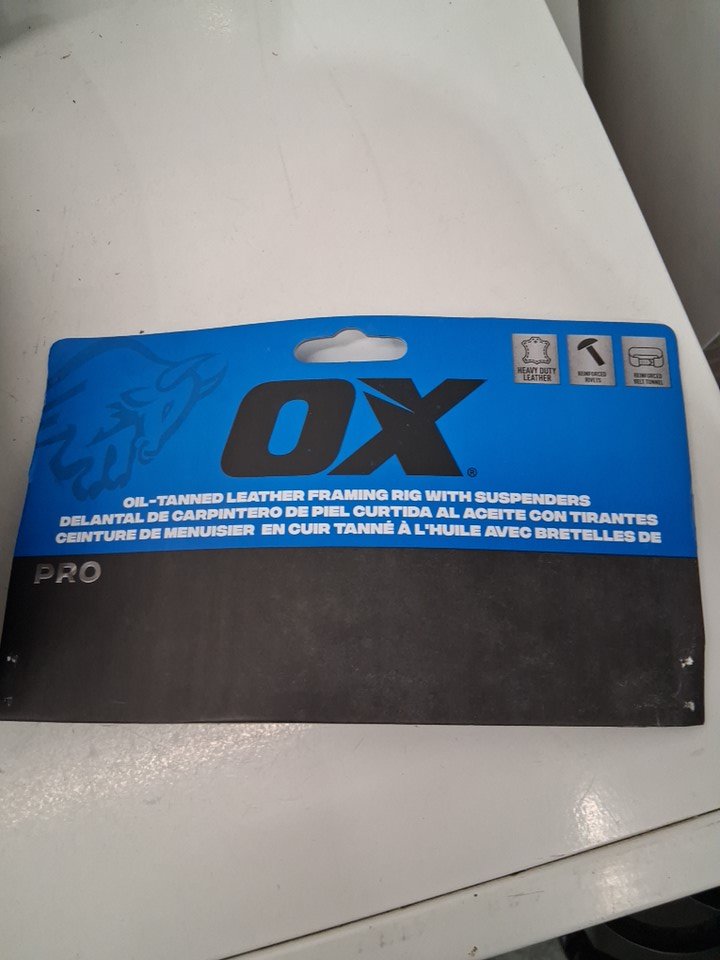 HEAVY DUTY
LEATHER
REINFORCED
RIVETS
REINFORCED
BELT TUNNEL
OX®
OIL-TANNED LEATHER FRAMING RIG WITH SUSPENDERS
DELANTAL DE CARPINTERO DE PIEL CURTIDA AL ACEITE CON TIRANTES
CEINTURE DE MENUISIER EN CUIR TANNÉ À L'HUILE AVEC BRETELLES DE
PRO